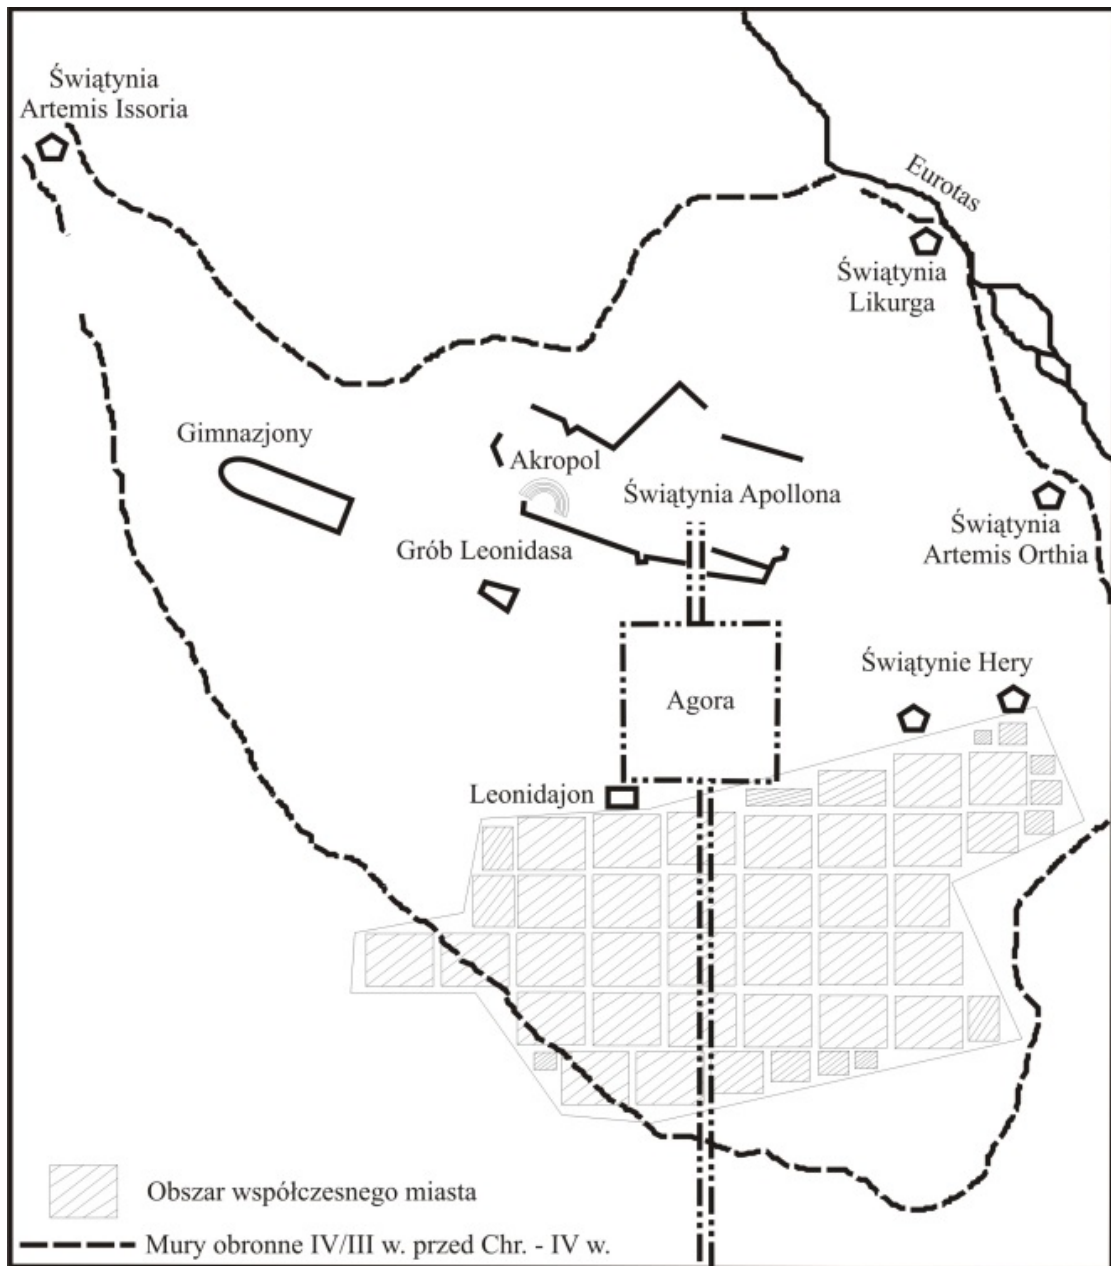 Świątynia
Artemis Issoria
Eurotas
Świątynia
Likurga
Gimnazjony
Akropol
Świątynia Apollona
Świątynia
Artemis Orthia
Grób Leonidasa
Świątynie Hery
Agora
Leonidajon
Obszar współczesnego miasta
Mury obronne IV/III w. przed Chr. - IV w.